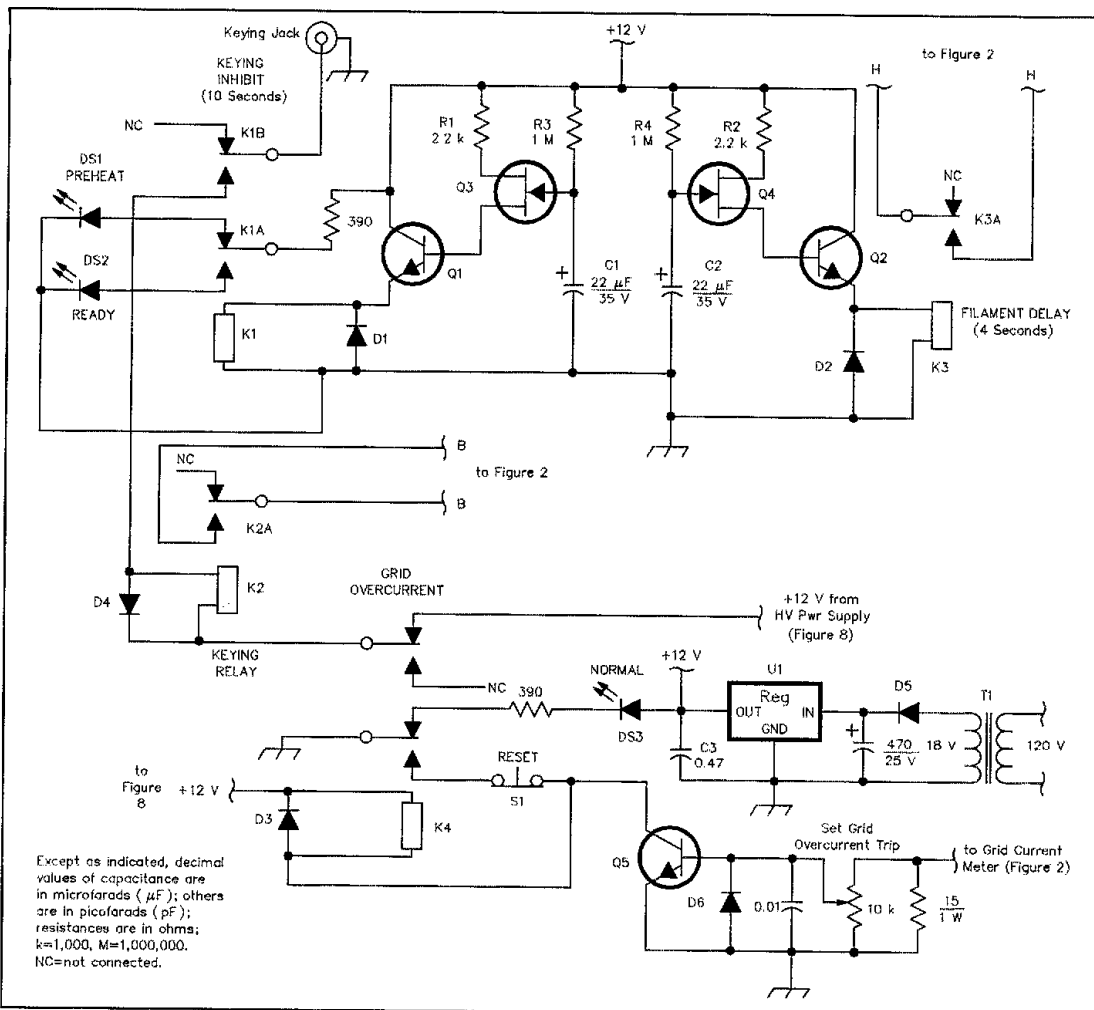 Keying Jack
+12 V
to Figure 2
KEYING
INHIBIT
(10 Seconds)
H
H
NC
K1B
R1
2.2 k
R3
1 M
R4
1 M
R2
2.2 k
DS1
PREHEAT
Q3
Q4
NC
K3A
390
K1A
DS2
READY
Q1
Q2
+
C1
22 µF
35 V
+
C2
22 µF
35 V
K1
D1
D2
FILAMENT DELAY
(4 Seconds)
K3
B
NC
to Figure 2
B
K2A
D4
K2
KEYING
RELAY
GRID
OVERCURRENT
+12 V from
HV Pwr Supply
(Figure 8)
NC
390
NORMAL
DS3
+12 V
U1
Reg
OUT
IN
GND
D5
T1
C3
0.47
+
470
25 V
18 V
120 V
RESET
S1
to
Figure
8
+12 V
D3
K4
Q5
Set Grid
Overcurrent Trip
to Grid Current
Meter (Figure 2)
D6
0.01
10 k
15
1 W
Except as indicated, decimal
values of capacitance are
in microfarads ( µF); others
are in picofarads ( pF);
resistances are in ohms;
k=1,000, M=1,000,000.
NC=not connected.